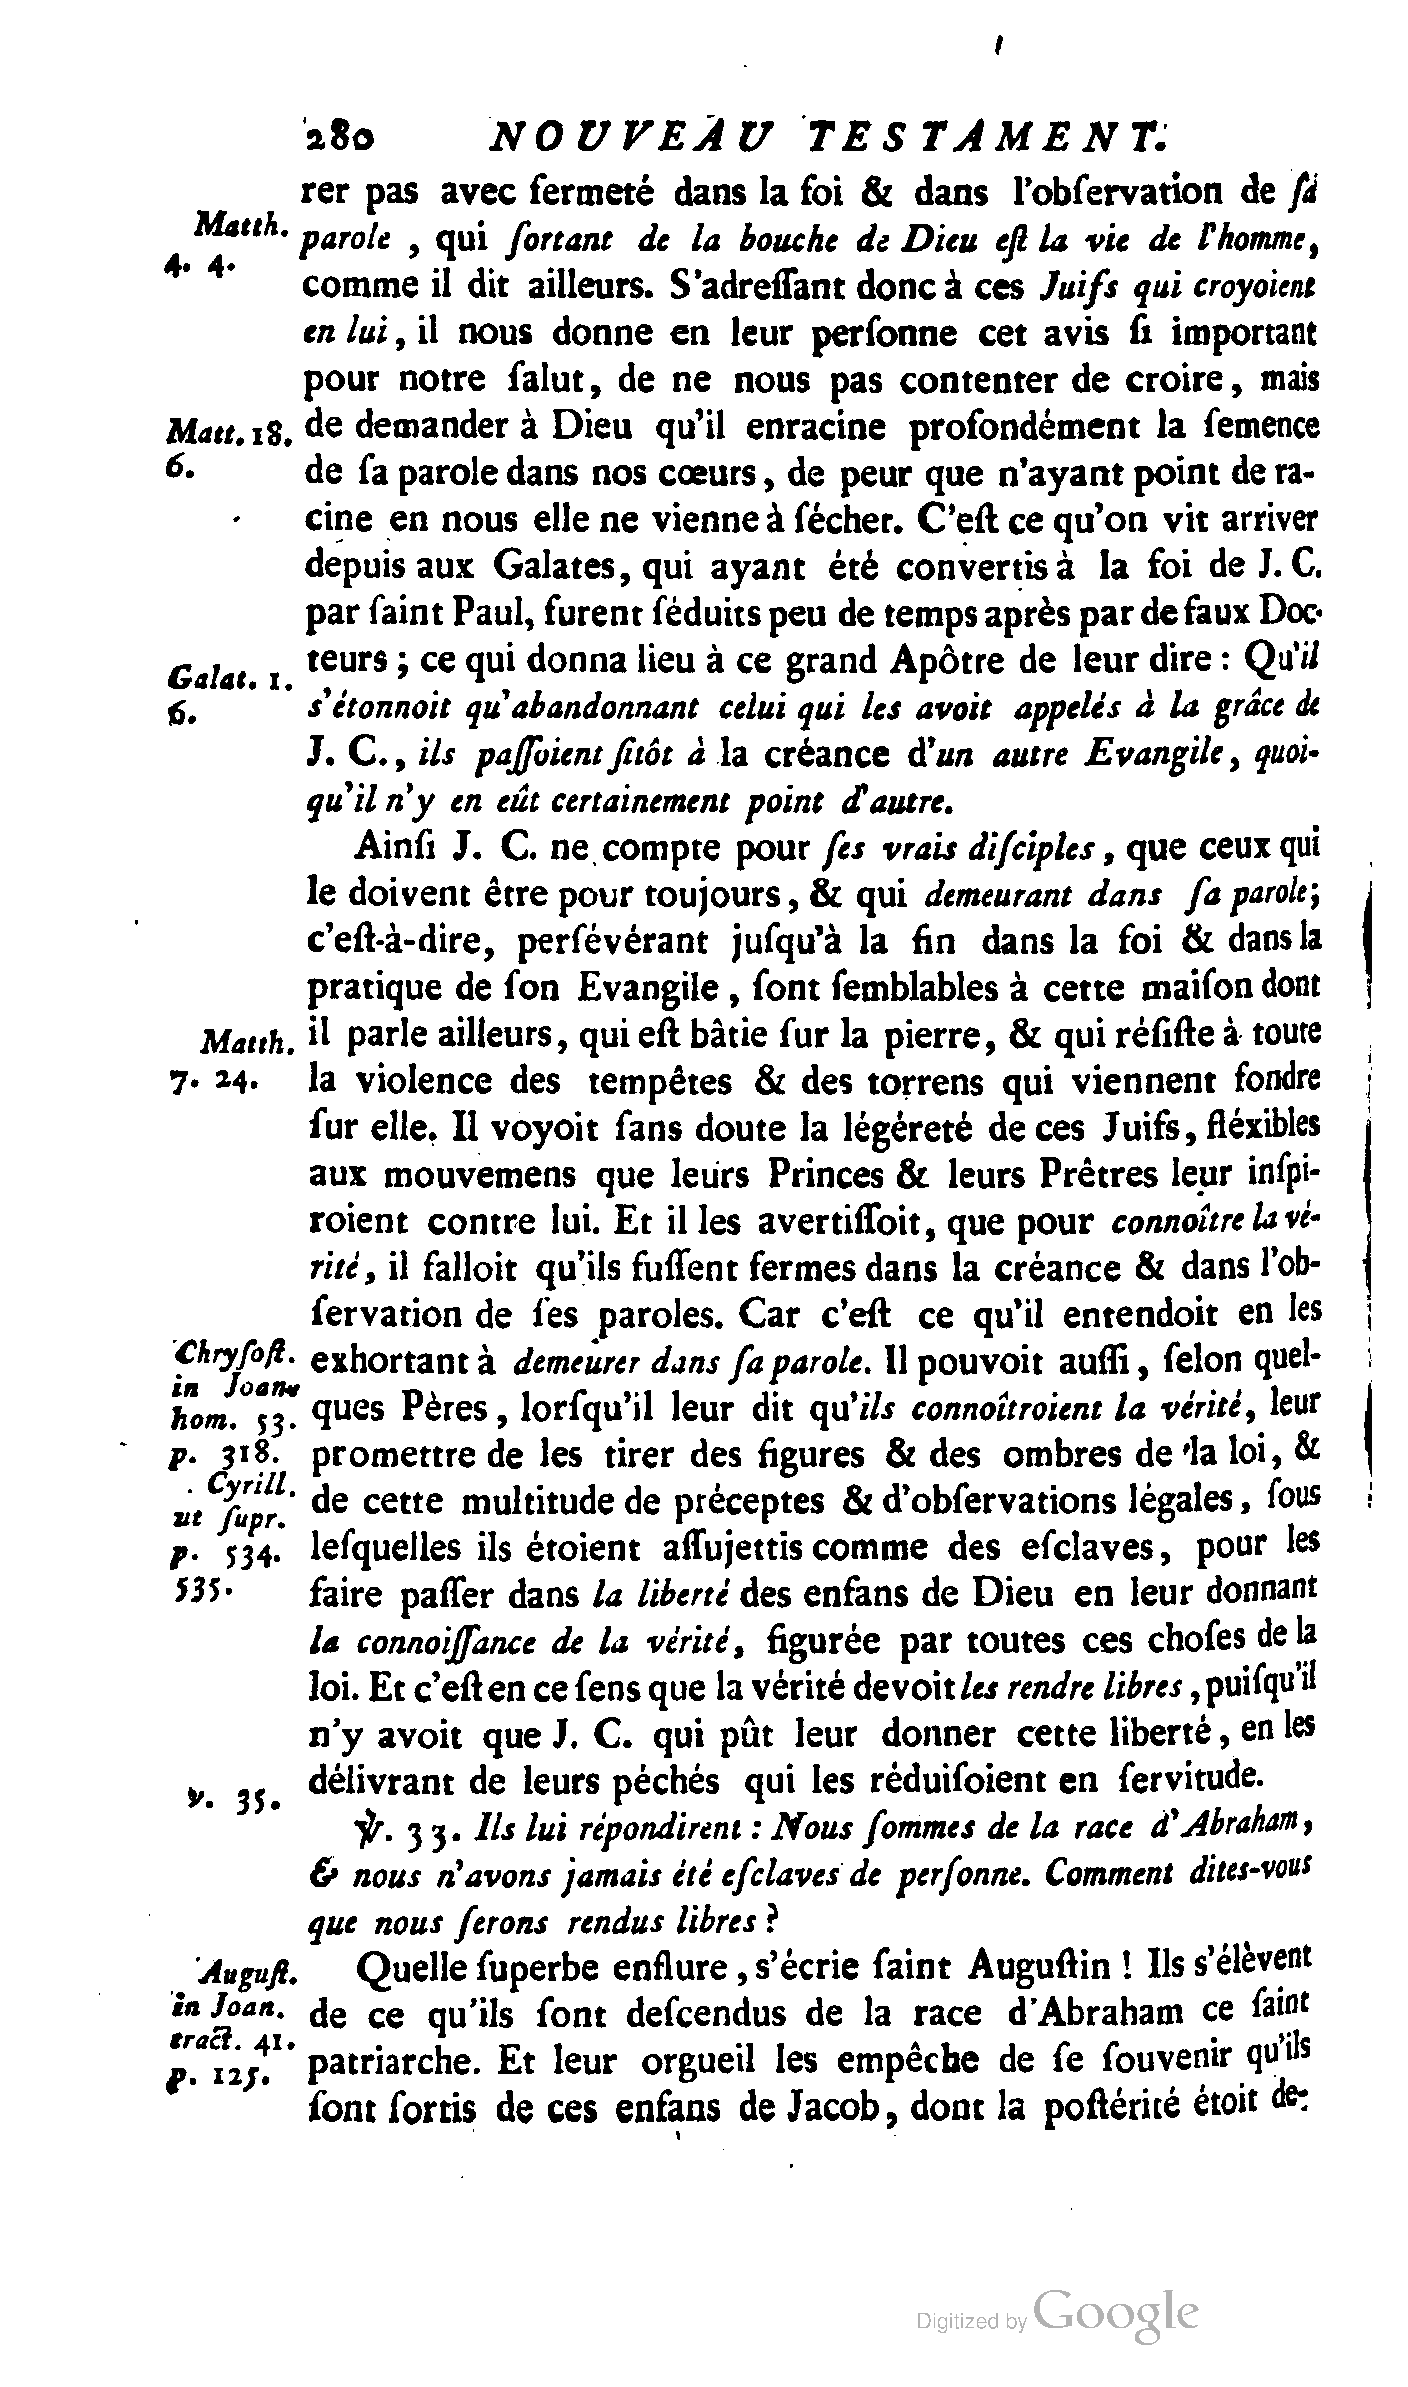 280 NOUVEAU TESTAMENT.
rer pas avec fermeté dans la foi & dans l'obſervation de ſa
Matth.
4. 4.
parole , qui ſortant de la bouche de Dieu eſt la vie de l'homme,
comme il dit ailleurs. S'adreſſant donc à ces Juifs qui croyoient
en lui, il nous donne en leur perſonne cet avis ſi important
pour notre ſalut, de ne nous pas contenter de croire, mais
Matt. 18.
6.
de demander à Dieu qu'il enracine profondément la ſemence
de ſa parole dans nos cœurs, de peur que n'ayant point de ra-
cine en nous elle ne vienne à ſécher. C'eſt ce qu'on vit arriver
depuis aux Galates, qui ayant été convertis à la foi de J. C.
par ſaint Paul, furent ſéduits peu de temps après par de faux Doc-
Galat. 1.
6.
teurs ; ce qui donna lieu à ce grand Apôtre de leur dire : Qu'il
s'étonnoit qu'abandonnant celui qui les avoit appelés à la grâce de
J. C., ils paſſoient ſitôt à la créance d'un autre Evangile, quoi-
qu'il n'y en eût certainement point d'autre.
Ainſi J. C. ne compte pour ſes vrais diſciples, que ceux qui
le doivent être pour toujours, & qui demeurant dans ſa parole;
c'eſt-à-dire, perſévérant juſqu'à la fin dans la foi & dans la
pratique de ſon Evangile, ſont ſemblables à cette maiſon dont
Matth.
7. 24.
il parle ailleurs, qui eſt bâtie ſur la pierre, & qui réſiſte à toute
la violence des tempêtes & des torrens qui viennent fondre
ſur elle. Il voyoit ſans doute la légéreté de ces Juifs, fléxibles
aux mouvemens que leurs Princes & leurs Prêtres leur inſpi-
roient contre lui. Et il les avertiſſoit, que pour connoître la vé-
rité, il falloit qu'ils fuſſent fermes dans la créance & dans l'ob-
ſervation de ſes paroles. Car c'eſt ce qu'il entendoit en les
Chryſoſt.
in Joan.
hom. 53.
p. 318.
Cyrill.
ut ſupr.
p. 534.
535.
exhortant à demeurer dans ſa parole. Il pouvoit auſſi, ſelon quel-
ques Pères, lorſqu'il leur dit qu'ils connoîtroient la vérité, leur
promettre de les tirer des figures & des ombres de la loi, &
de cette multitude de préceptes & d'obſervations légales, ſous
leſquelles ils étoient aſſujettis comme des eſclaves, pour les
faire paſſer dans la liberté des enfans de Dieu en leur donnant
la connoiſſance de la vérité, figurée par toutes ces choſes de la
loi. Et c'eſt en ce ſens que la vérité devoit les rendre libres, puiſqu'il
n'y avoit que J. C. qui pût leur donner cette liberté, en les
v. 35.
délivrant de leurs péchés qui les réduiſoient en ſervitude.
℣. 33. Ils lui répondirent : Nous ſommes de la race d'Abraham,
& nous n'avons jamais été eſclaves de perſonne. Comment dites-vous
que nous ſerons rendus libres ?
Auguſt.
in Joan.
tract. 41.
p. 125.
Quelle ſuperbe enflure, s'écrie ſaint Auguſtin ! Ils s'élèvent
de ce qu'ils ſont deſcendus de la race d'Abraham ce ſaint
patriarche. Et leur orgueil les empêche de ſe ſouvenir qu'ils
ſont ſortis de ces enfans de Jacob, dont la poſtérité étoit de-
Digitized by Google